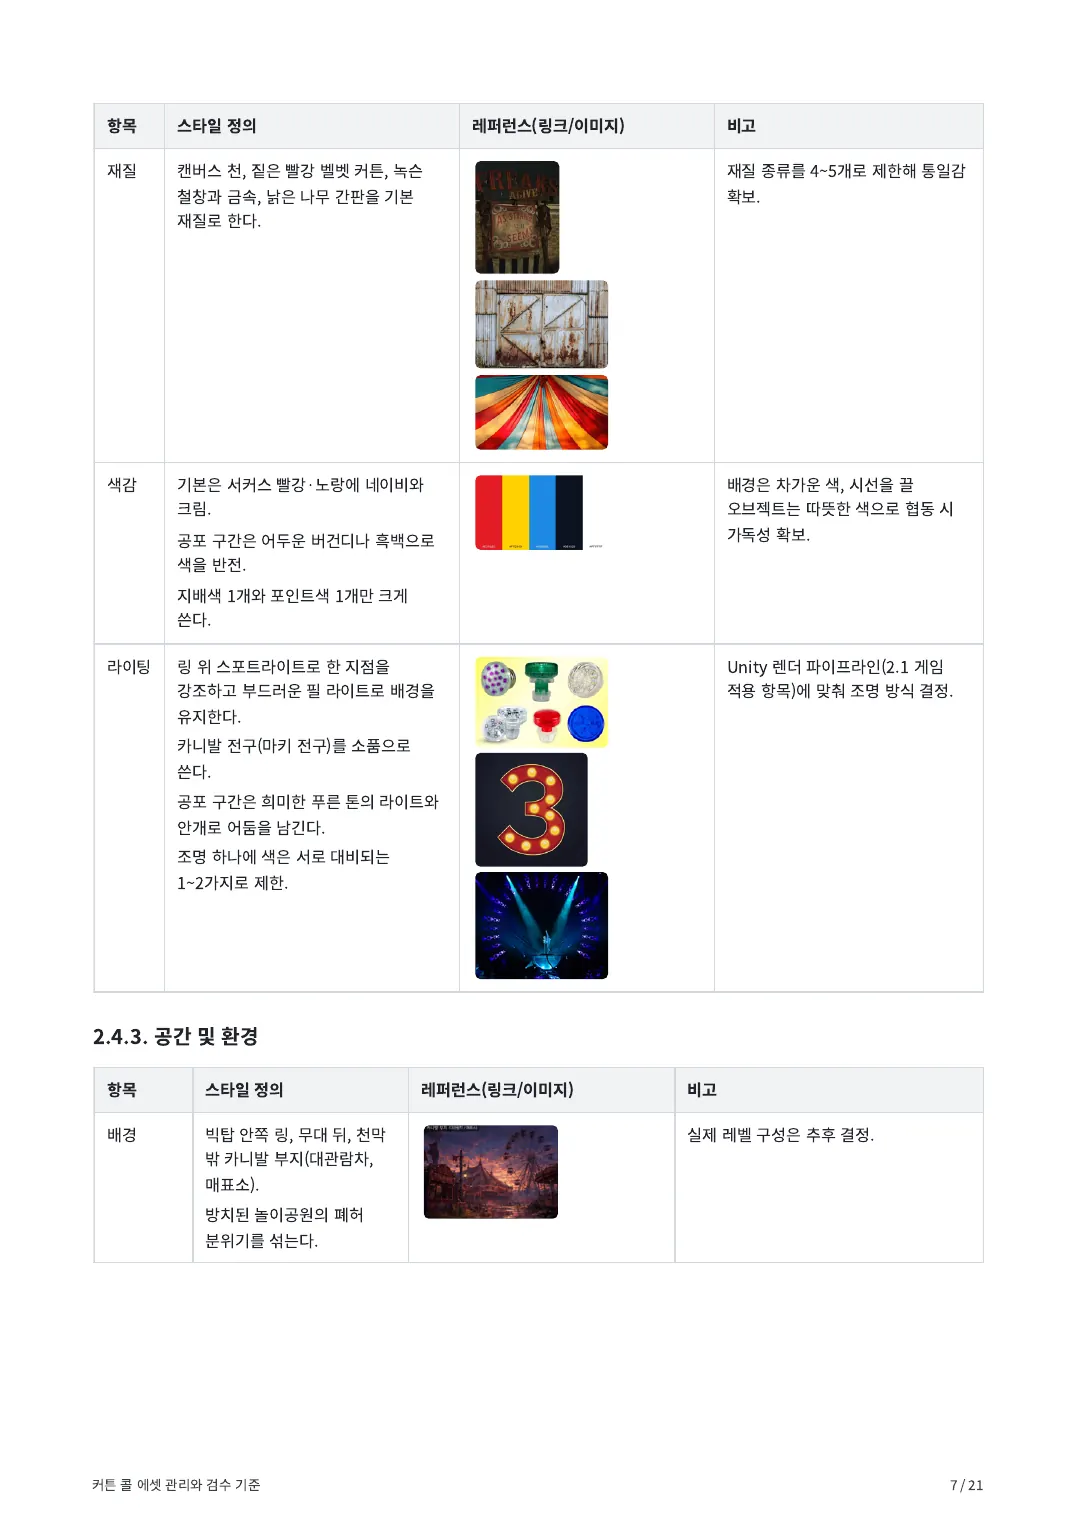 항목 스타일 정의 레퍼런스(링크/이미지) 비고
재질 캔버스 천, 짙은 빨강 벨벳 커튼, 녹슨
철창과 금속, 낡은 나무 간판을 기본
재질로 한다.
FREAKS
ALIVE
재질 종류를 4~5개로 제한해 통일감
확보.
색감 기본은 서커스 빨강·노랑에 네이비와
크림.
공포 구간은 어두운 버건디나 흑백으로
색을 반전.
지배색 1개와 포인트색 1개만 크게
쓴다.
배경은 차가운 색, 시선을 끌
오브젝트는 따뜻한 색으로 협동 시
가독성 확보.
라이팅 링 위 스포트라이트로 한 지점을
강조하고 부드러운 필 라이트로 배경을
유지한다.
카니발 전구(마키 전구)를 소품으로
쓴다.
공포 구간은 희미한 푸른 톤의 라이트와
안개로 어둠을 남긴다.
조명 하나에 색은 서로 대비되는
1~2가지로 제한.
3
Unity 렌더 파이프라인(2.1 게임
적용 항목)에 맞춰 조명 방식 결정.
2.4.3. 공간 및 환경
항목 스타일 정의 레퍼런스(링크/이미지) 비고
배경 빅탑 안쪽 링, 무대 뒤, 천막
밖 카니발 부지(대관람차,
매표소).
방치된 놀이공원의 폐허
분위기를 섞는다.
실제 레벨 구성은 추후 결정.
커튼 콜 에셋 관리와 검수 기준 7 / 21